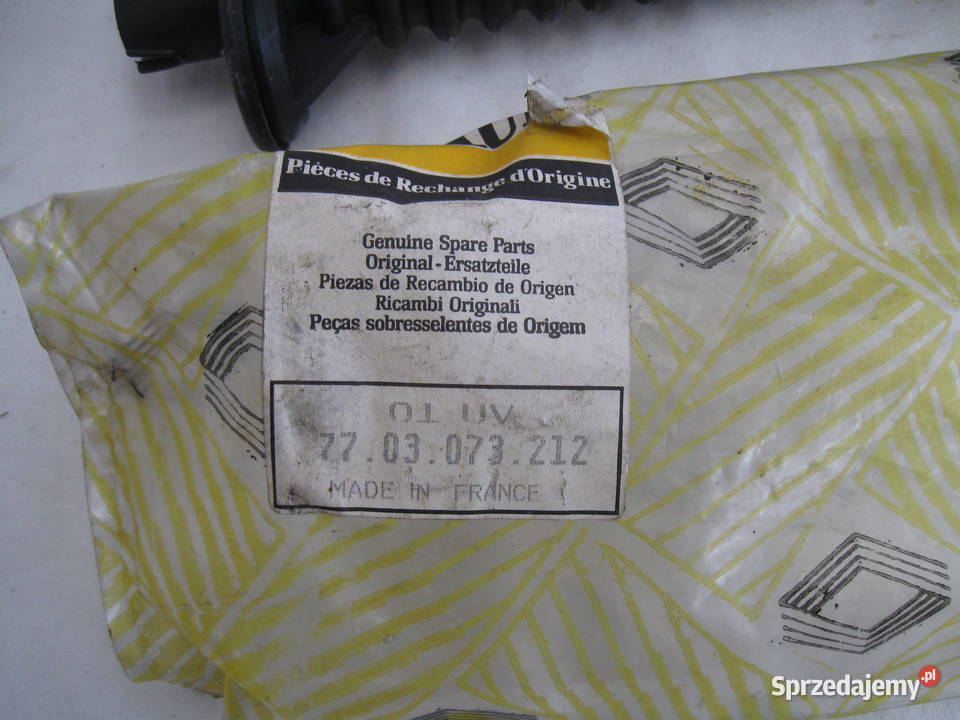 Pièces de Rechange d'Origine
Genuine Spare Parts
Original-Ersatzteile
Piezas de Recambio de Origen
Ricambi Originali
Peças sobresselentes de Origem
01 UV
77.03.073.212
MADE IN FRANCE
Sprzedajemy.pl